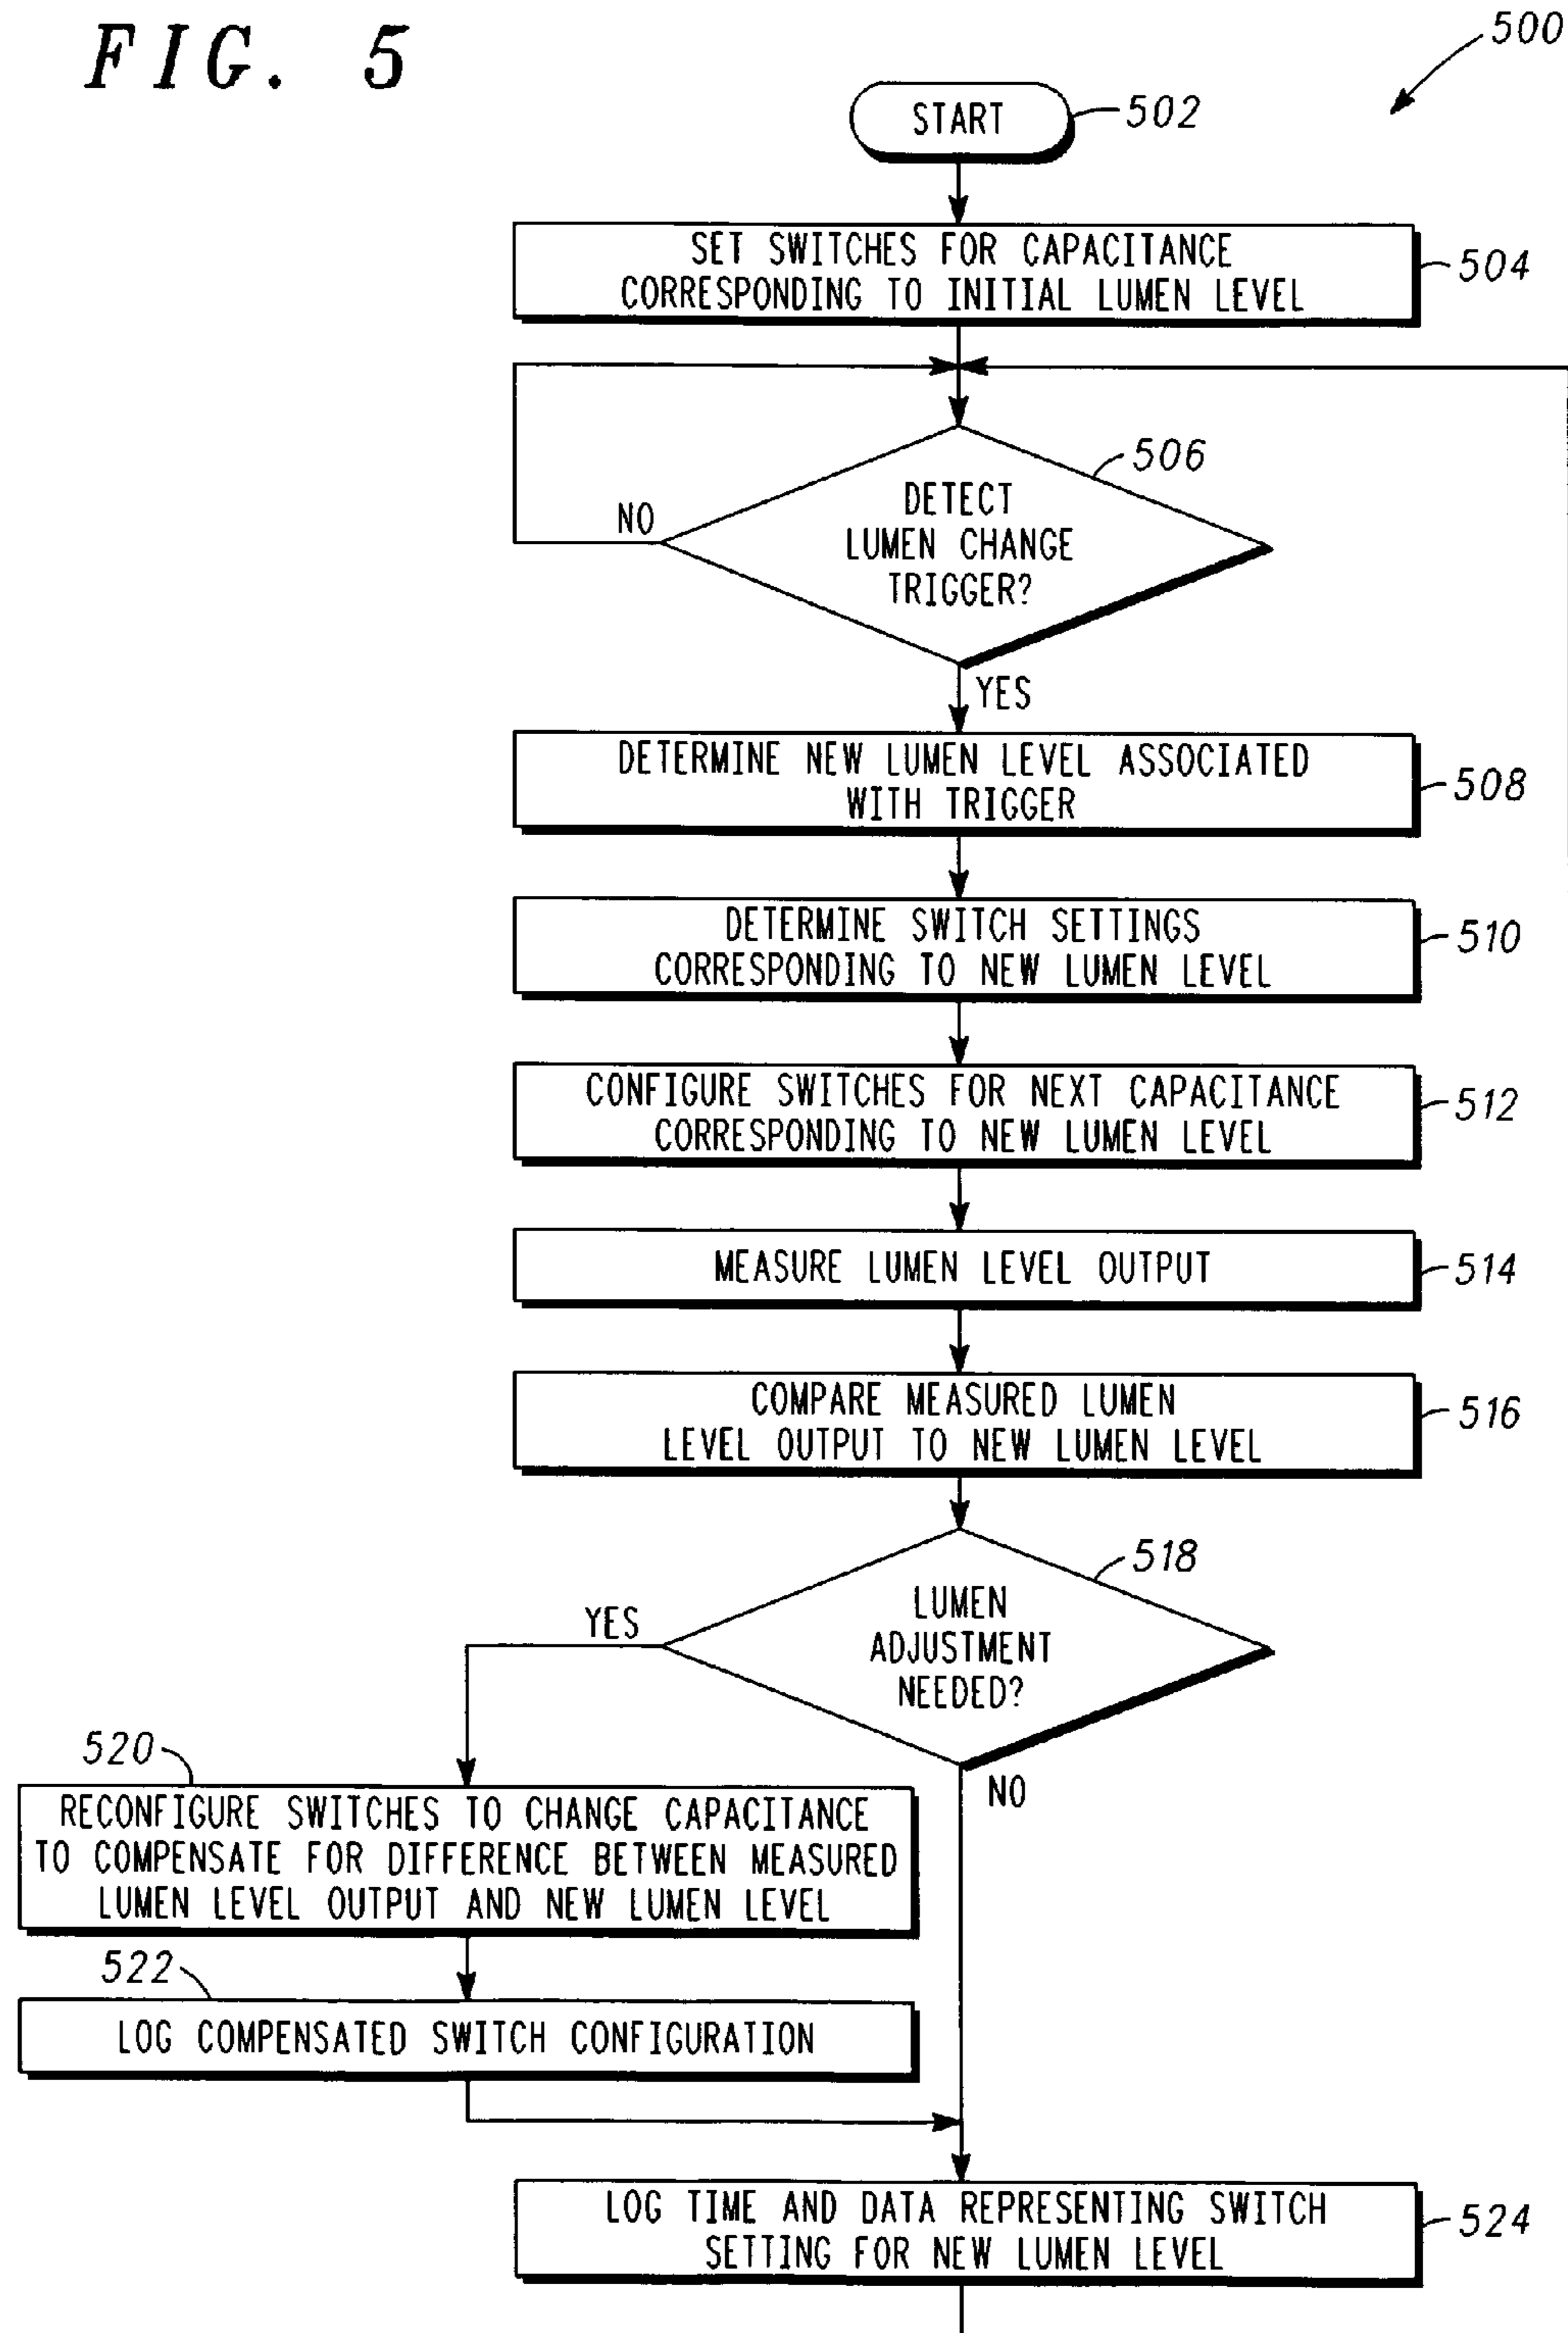 FIG. 5
500
START
502
SET SWITCHES FOR CAPACITANCE
CORRESPONDING TO INITIAL LUMEN LEVEL
504
506
DETECT
LUMEN CHANGE
TRIGGER?
NO
YES
DETERMINE NEW LUMEN LEVEL ASSOCIATED
WITH TRIGGER
508
DETERMINE SWITCH SETTINGS
CORRESPONDING TO NEW LUMEN LEVEL
510
CONFIGURE SWITCHES FOR NEXT CAPACITANCE
CORRESPONDING TO NEW LUMEN LEVEL
512
MEASURE LUMEN LEVEL OUTPUT
514
COMPARE MEASURED LUMEN
LEVEL OUTPUT TO NEW LUMEN LEVEL
516
518
LUMEN
ADJUSTMENT
NEEDED?
YES
NO
520
RECONFIGURE SWITCHES TO CHANGE CAPACITANCE
TO COMPENSATE FOR DIFFERENCE BETWEEN MEASURED
LUMEN LEVEL OUTPUT AND NEW LUMEN LEVEL
522
LOG COMPENSATED SWITCH CONFIGURATION
LOG TIME AND DATA REPRESENTING SWITCH
SETTING FOR NEW LUMEN LEVEL
524